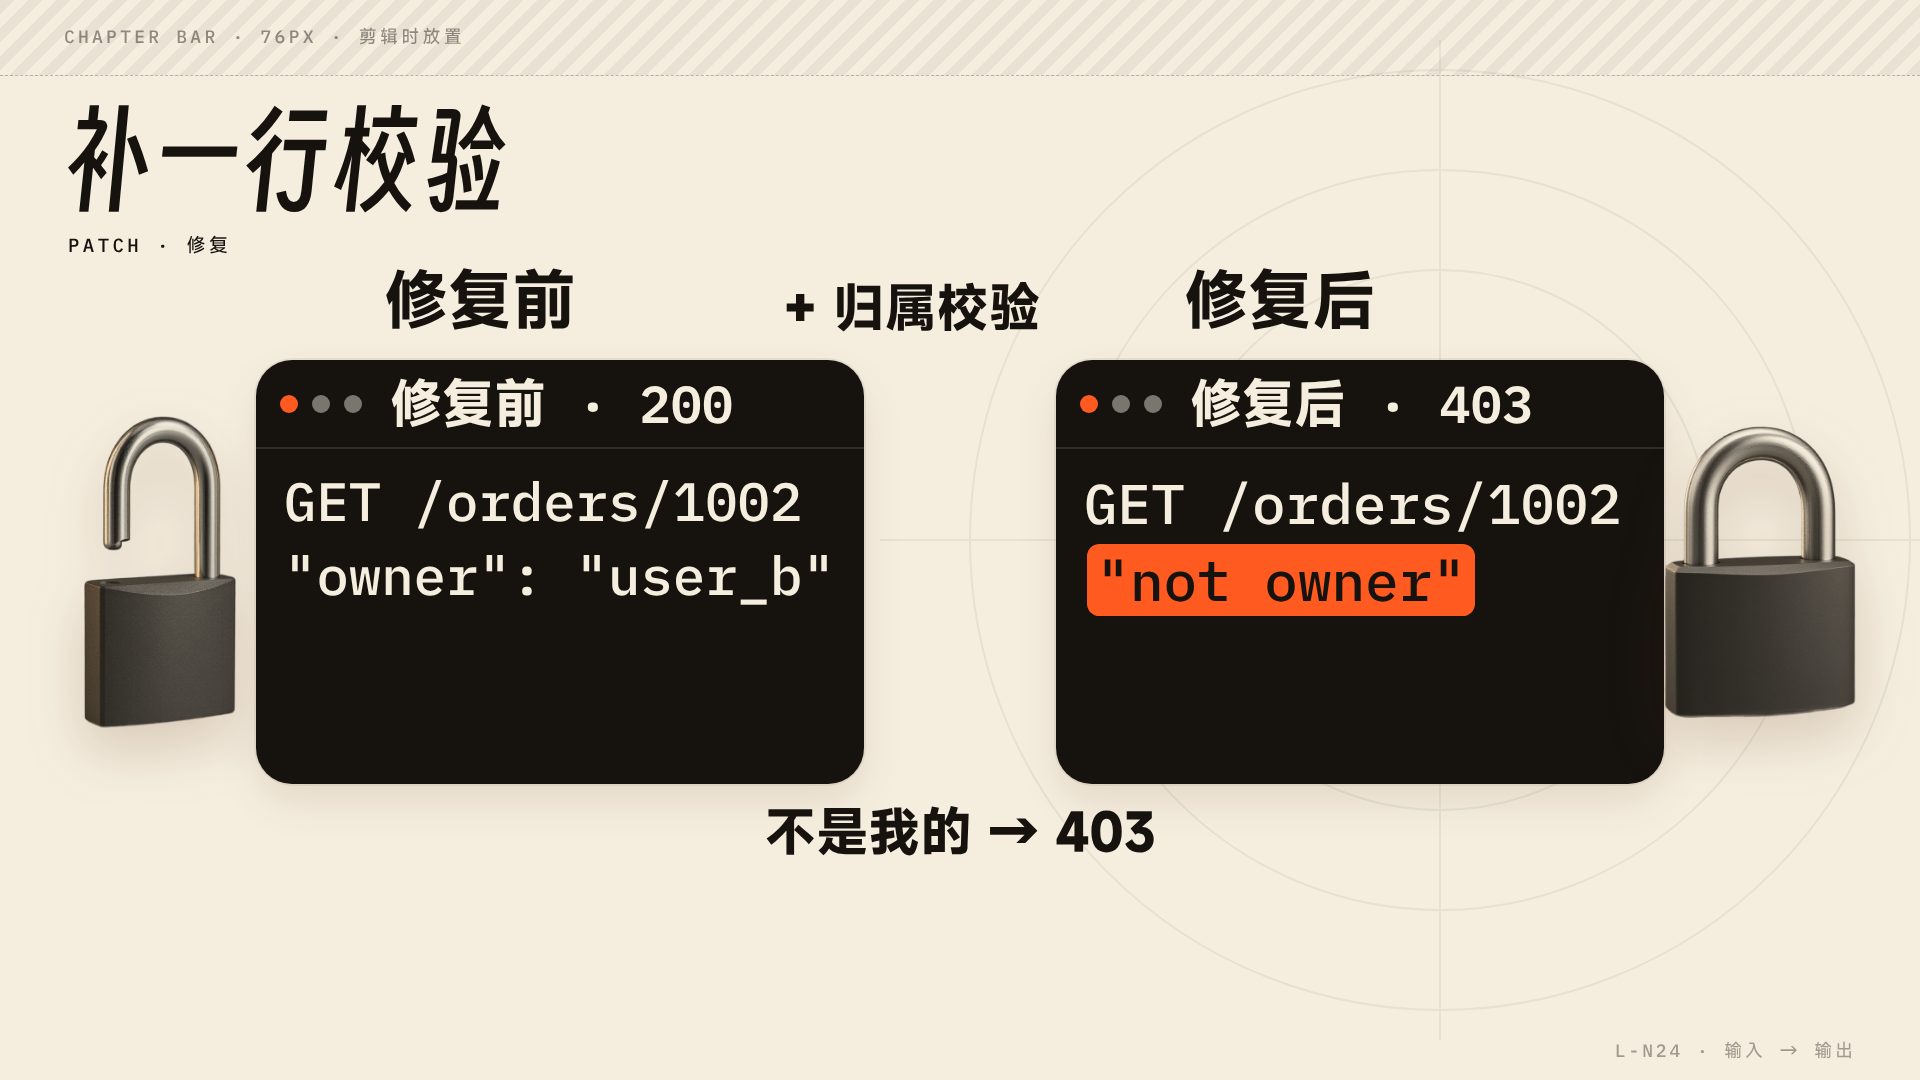 CHAPTER BAR · 76PX · 剪辑时放置
补一行校验
PATCH · 修复
修复前
+ 归属校验
修复后
修复前 · 200
GET /orders/1002
"owner": "user_b"
修复后 · 403
GET /orders/1002
"not owner"
不是我的 → 403
L-N24 · 输入 → 输出